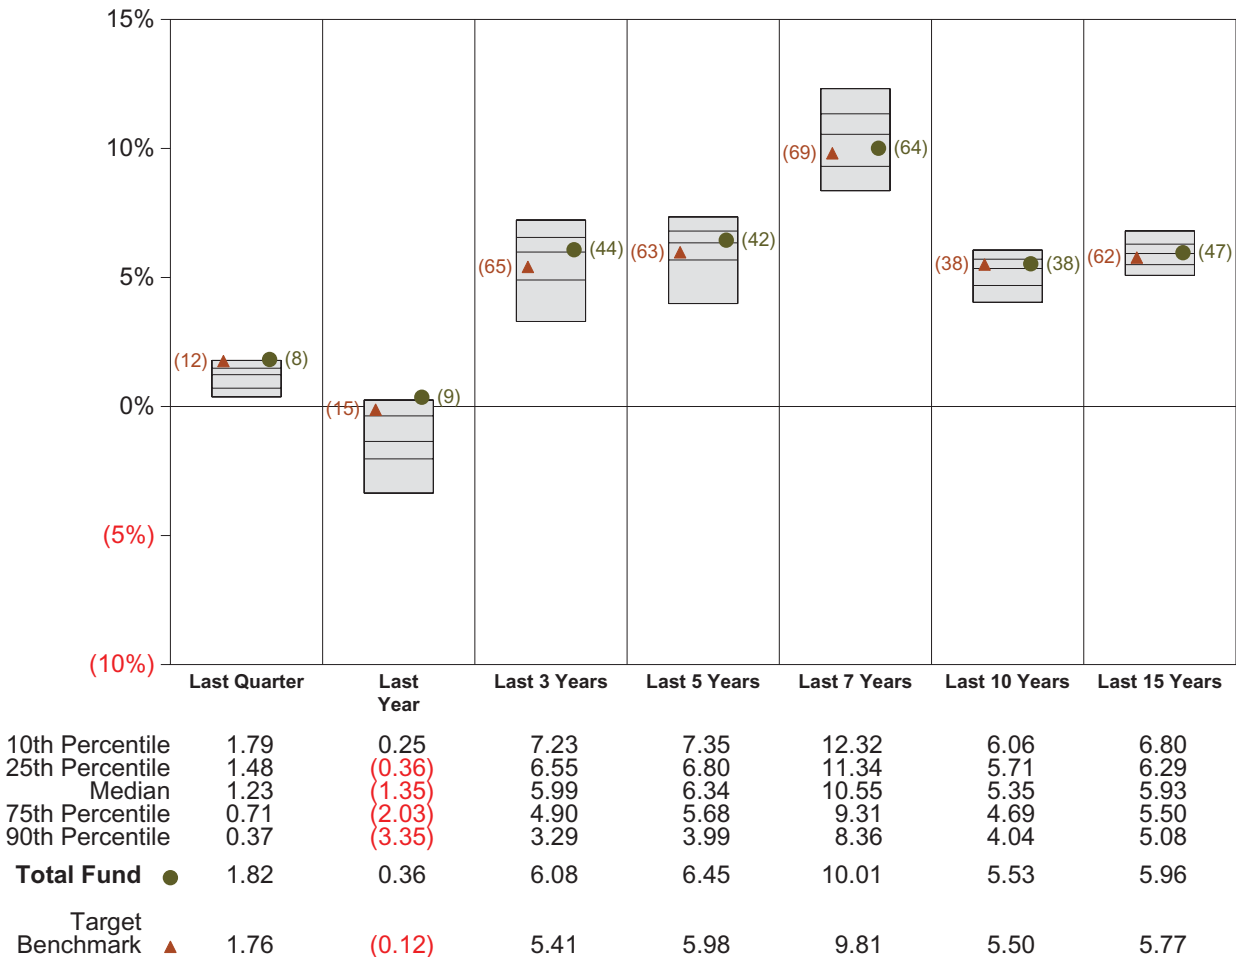 15%
10%
5%
0%
(5%)
(10%)
(12) (8)
(15) (9)
(65) (44)
(63) (42)
(69) (64)
(38) (38)
(62) (47)
Last Quarter Last Last 3 Years Last 5 Years Last 7 Years Last 10 Years Last 15 Years
Year
10th Percentile 1.79 0.25 7.23 7.35 12.32 6.06 6.80
25th Percentile 1.48 (0.36) 6.55 6.80 11.34 5.71 6.29
Median 1.23 (1.35) 5.99 6.34 10.55 5.35 5.93
75th Percentile 0.71 (2.03) 4.90 5.68 9.31 4.69 5.50
90th Percentile 0.37 (3.35) 3.29 3.99 8.36 4.04 5.08
Total Fund 1.82 0.36 6.08 6.45 10.01 5.53 5.96
Target
Benchmark 1.76 (0.12) 5.41 5.98 9.81 5.50 5.77